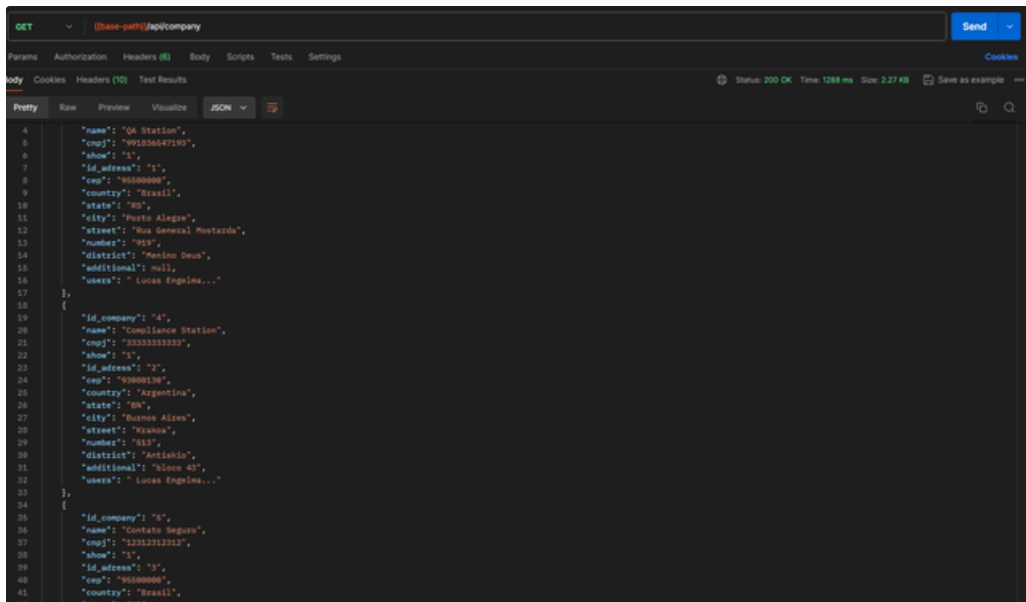 GET {{base-path}}/api/company Send
Params Authorization Headers (6) Body Scripts Tests Settings Cookies
Body Cookies Headers (10) Test Results Status: 200 OK Time: 1288 ms Size: 2.27 KB Save as example
Pretty Raw Preview Visualize JSON
4 "name": "QA Station",
5 "cnpj": "991836547193",
6 "show": "1",
7 "id_adress": "1",
8 "cep": "95500000",
9 "country": "Brasil",
10 "state": "RS",
11 "city": "Porto Alegre",
12 "street": "Rua General Mostarda",
13 "number": "919",
14 "district": "Menino Deus",
15 "additional": null,
16 "users": " Lucas Engelma..."
17 },
18 {
19 "id_company": "4",
20 "name": "Compliance Station",
21 "cnpj": "33333333333",
22 "show": "1",
23 "id_adress": "2",
24 "cep": "93000130",
25 "country": "Argentina",
26 "state": "BN",
27 "city": "Burnos Aires",
28 "street": "Krakoa",
29 "number": "613",
30 "district": "Antiskio",
31 "additional": "bloco 43",
32 "users": " Lucas Engelma..."
33 },
34 {
35 "id_company": "5",
36 "name": "Contato Seguro",
37 "cnpj": "12312312312",
38 "show": "1",
39 "id_adress": "3",
40 "cep": "95500000",
41 "country": "Brasil",